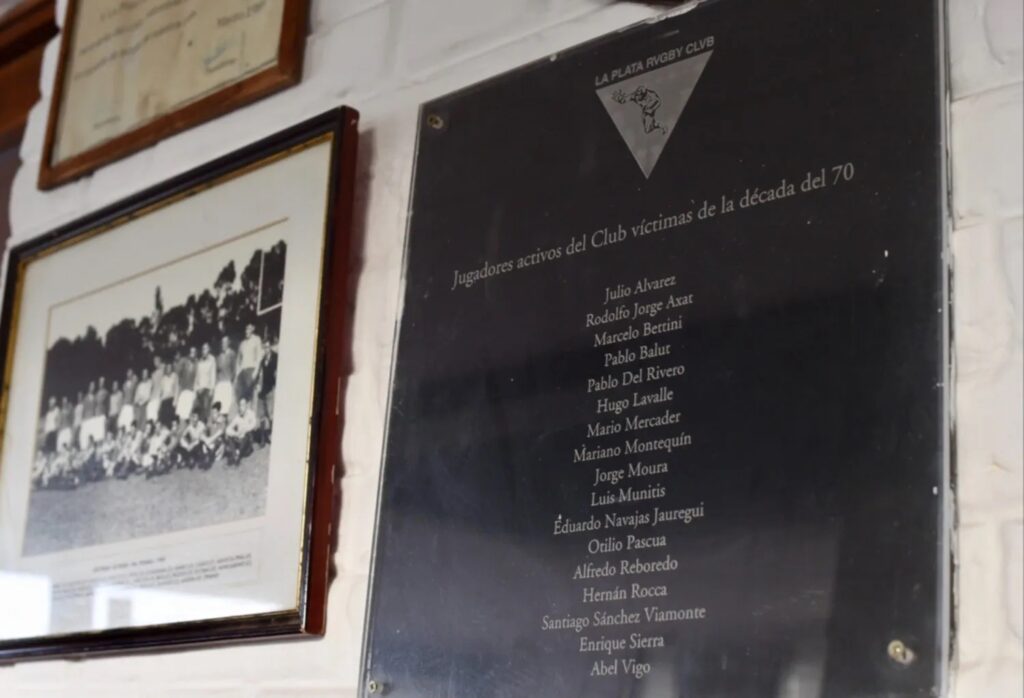 LA PLATA RVGBY CLVB
Jugadores activos del Club víctimas de la década del 70
Julio Alvarez
Rodolfo Jorge Axat
Marcelo Bettini
Pablo Balut
Pablo Del Rivero
Hugo Lavalle
Mario Mercader
Mariano Montequín
Jorge Moura
Luis Munitis
Eduardo Navajas Jauregui
Otilio Pascua
Alfredo Reboredo
Hernán Rocca
Santiago Sánchez Viamonte
Enrique Sierra
Abel Vigo